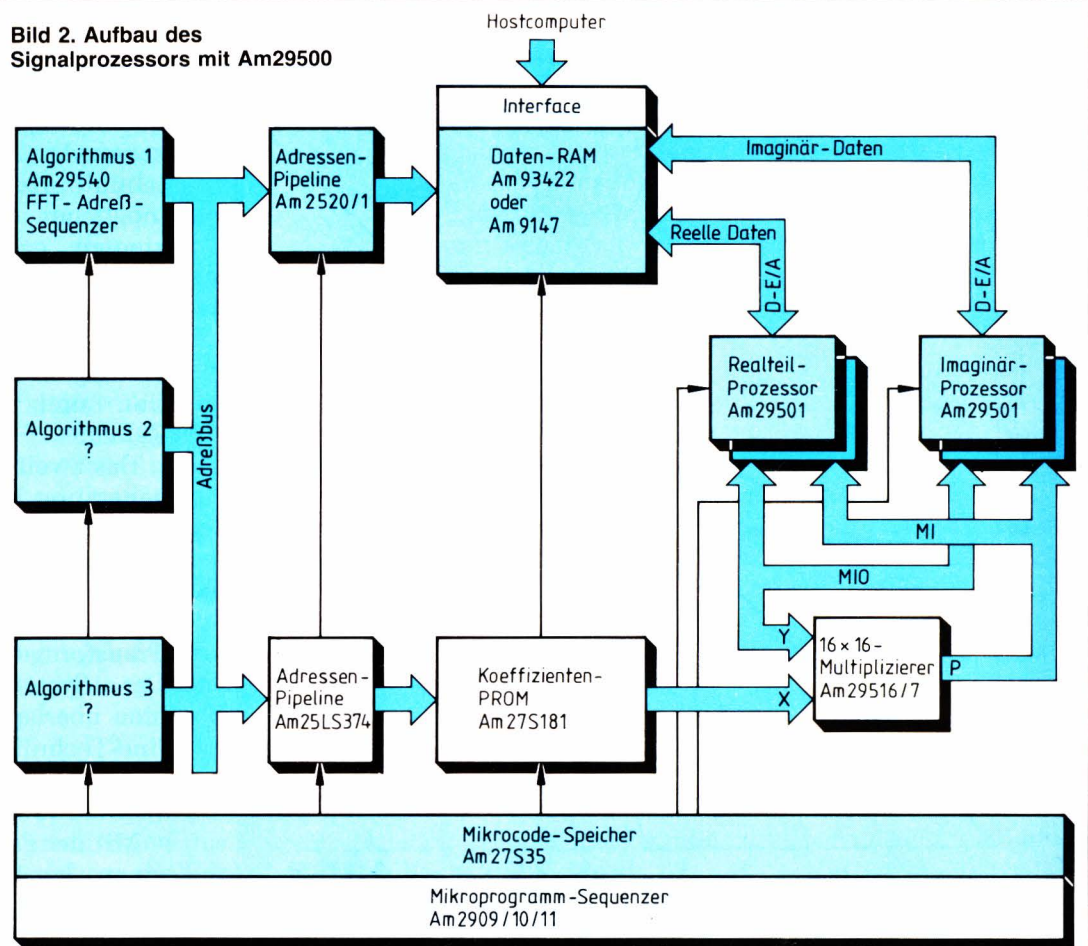 Bild 2. Aufbau des
Signalprozessors mit Am29500
Hostcomputer
Interface
Algorithmus 1
Am29540
FFT-Adreß-
Sequenzer
Adressen-
Pipeline
Am2520/1
Daten-RAM
Am93422
oder
Am 9147
Imaginär-Daten
Reelle Daten
D-E/A
D-E/A
Realteil-
Prozessor
Am29501
Imaginär-
Prozessor
Am29501
Algorithmus 2
?
Adreßbus
MI
MIO
Algorithmus 3
?
Adressen-
Pipeline
Am25LS374
Koeffizienten-
PROM
Am27S181
Y
X
16 × 16-
Multiplizierer
Am29516/7
P
Mikrocode-Speicher
Am27S35
Mikroprogramm-Sequenzer
Am2909/10/11